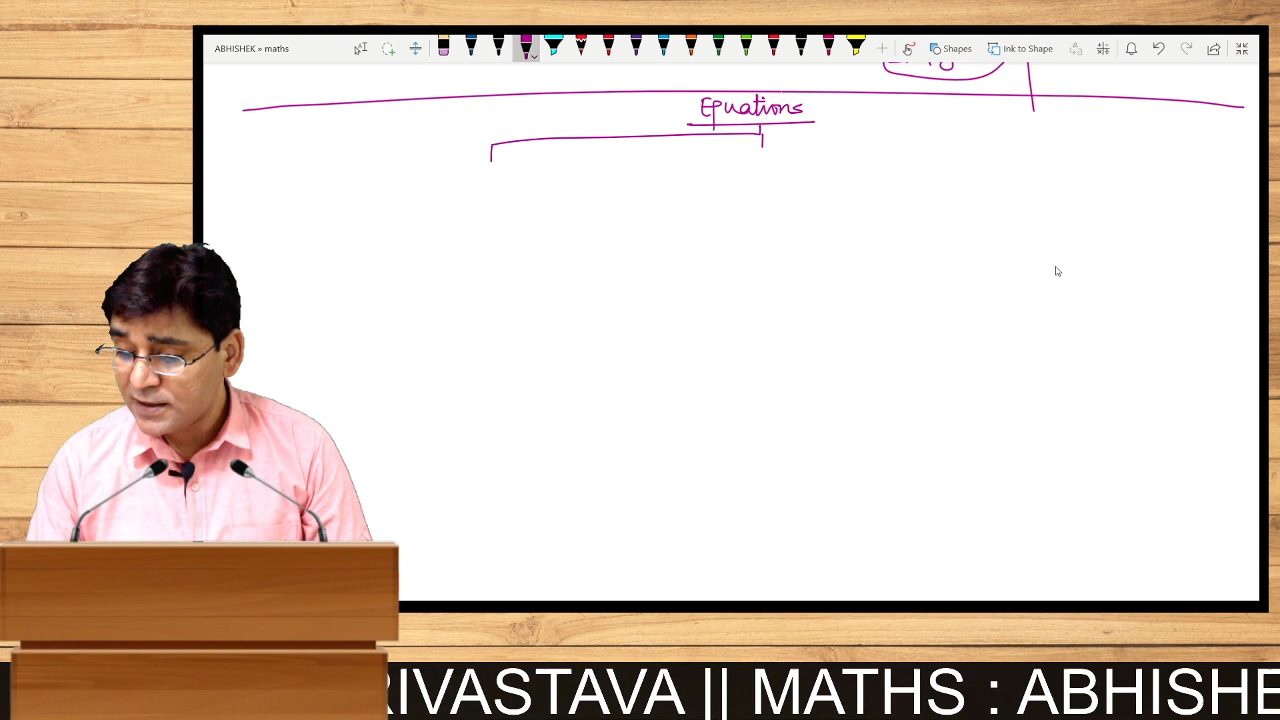 ABHISHEK » maths
Shapes
Ink to Shape
Equations
RIVASTAVA || MATHS : ABHISHE